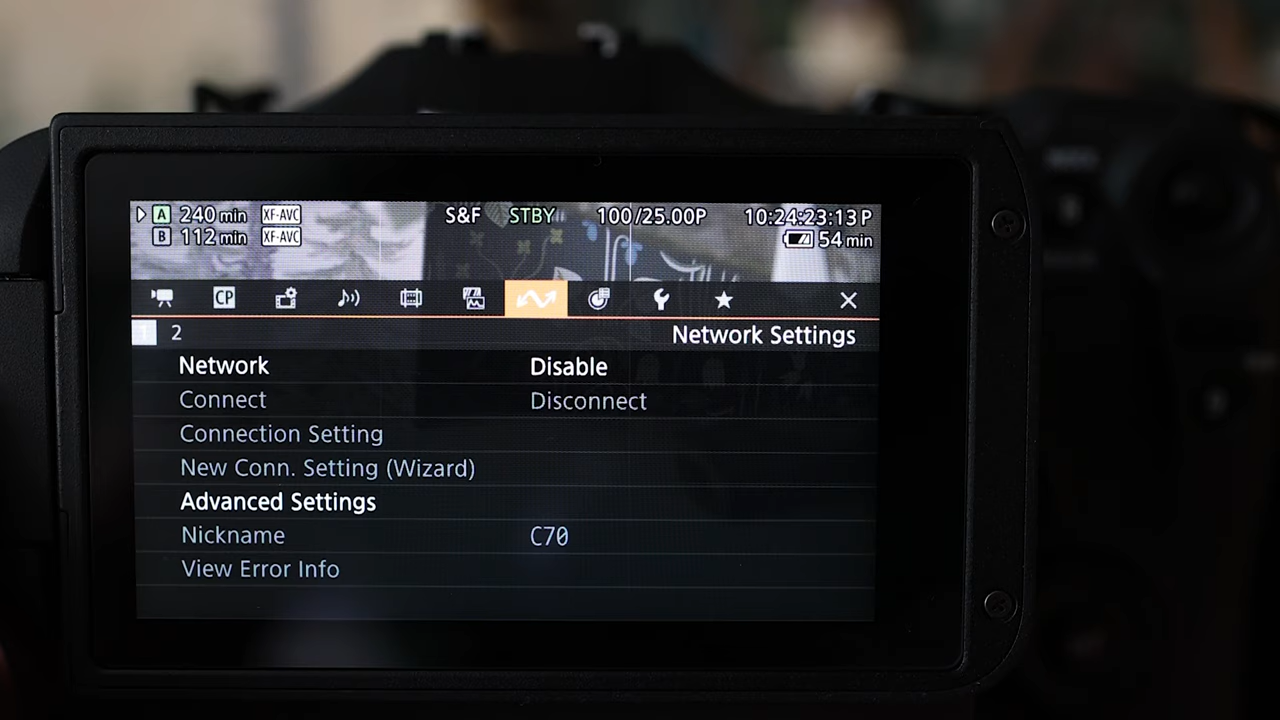 A 240 min XF-AVC S&F STBY 100/25.00P 10:24:23:13 P
B 112 min XF-AVC 54 min
CP
1 2 Network Settings
Network Disable
Connect Disconnect
Connection Setting
New Conn. Setting (Wizard)
Advanced Settings
Nickname C70
View Error Info